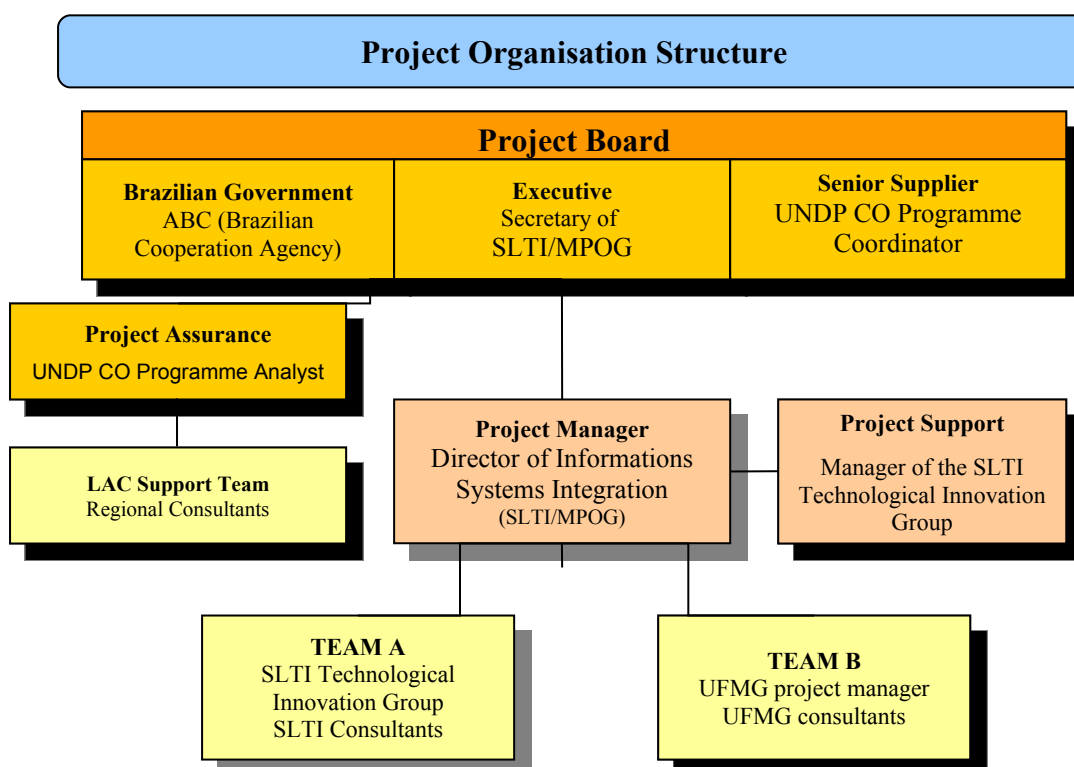 Project Organisation Structure
Project Board
Brazilian Government
ABC (Brazilian
Cooperation Agency)
Executive
Secretary of
SLTI/MPOG
Senior Supplier
UNDP CO Programme
Coordinator
Project Assurance
UNDP CO Programme Analyst
LAC Support Team
Regional Consultants
Project Manager
Director of Informations
Systems Integration
(SLTI/MPOG)
Project Support
Manager of the SLTI
Technological Innovation
Group
TEAM A
SLTI Technological
Innovation Group
SLTI Consultants
TEAM B
UFMG project manager
UFMG consultants